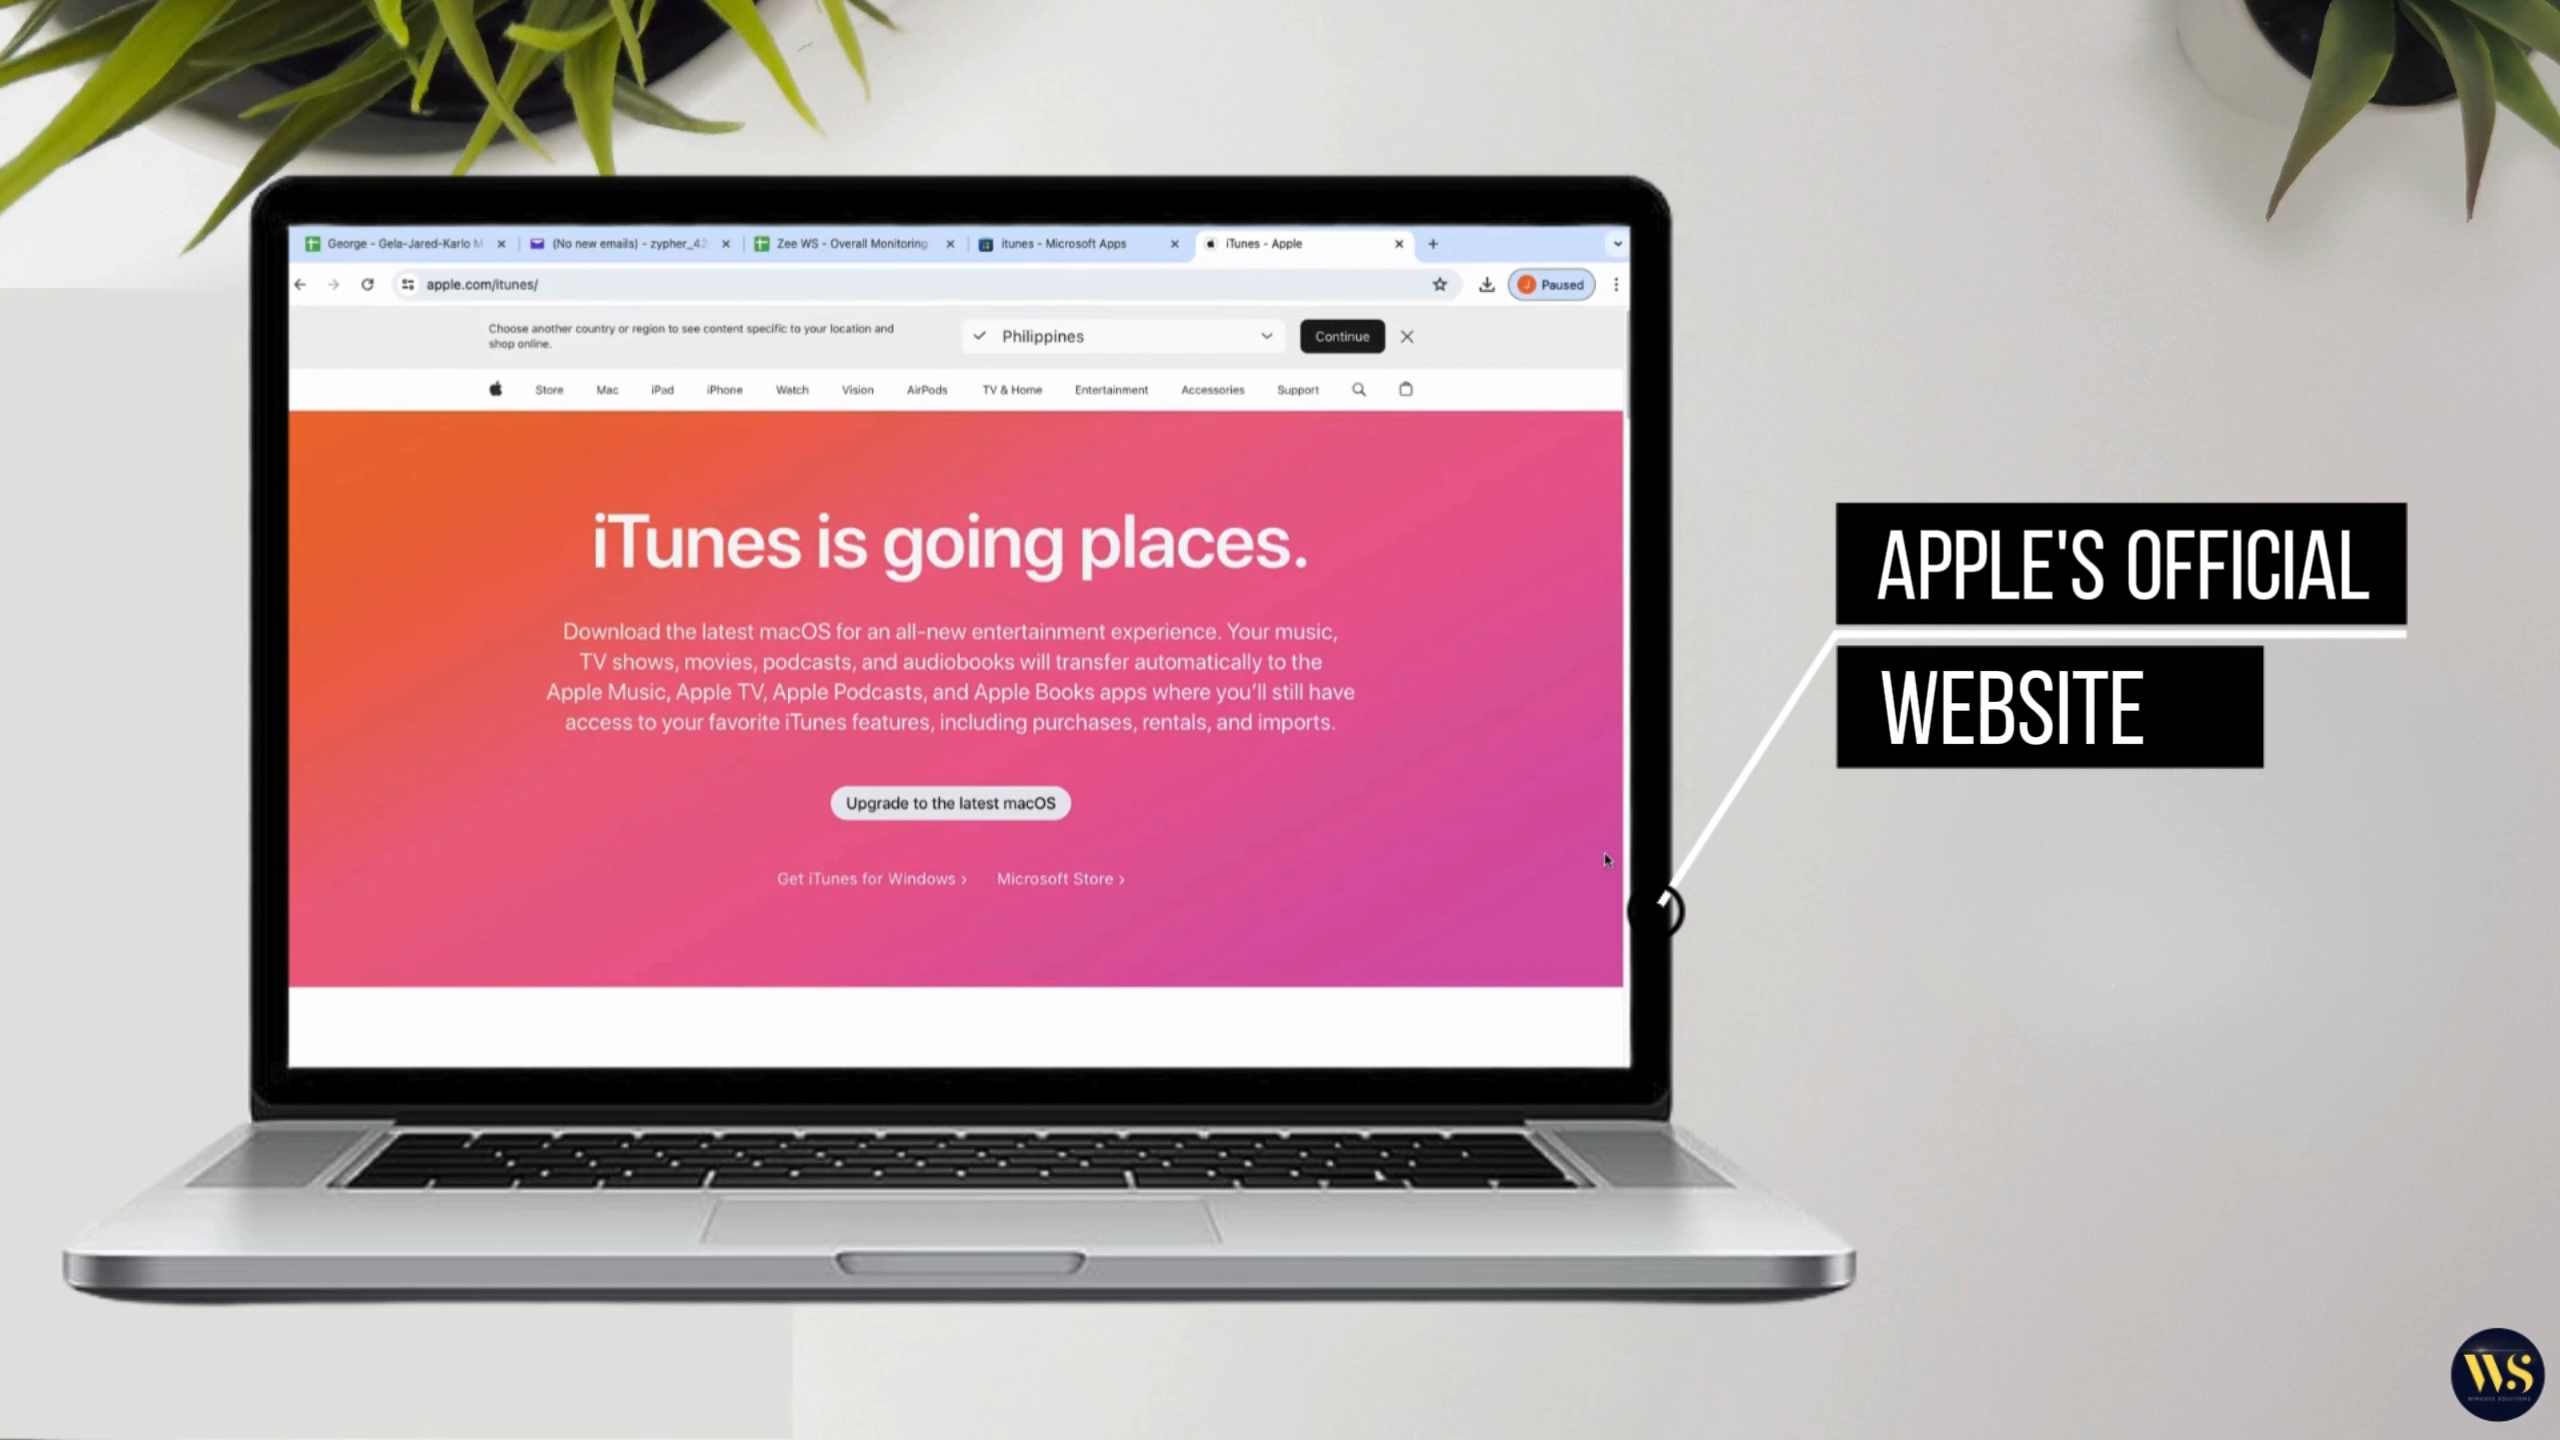 George - Gela-Jared-Karlo M
(No new emails) - zypher_42
Zee WS - Overall Monitoring
itunes - Microsoft Apps
iTunes - Apple
apple.com/itunes/
J Paused
Choose another country or region to see content specific to your location and
shop online.
Philippines
Continue
Store Mac iPad iPhone Watch Vision AirPods TV & Home Entertainment Accessories Support
iTunes is going places.
Download the latest macOS for an all-new entertainment experience. Your music,
TV shows, movies, podcasts, and audiobooks will transfer automatically to the
Apple Music, Apple TV, Apple Podcasts, and Apple Books apps where you'll still have
access to your favorite iTunes features, including purchases, rentals, and imports.
Upgrade to the latest macOS
Get iTunes for Windows ›
Microsoft Store ›
APPLE'S OFFICIAL
WEBSITE
WS